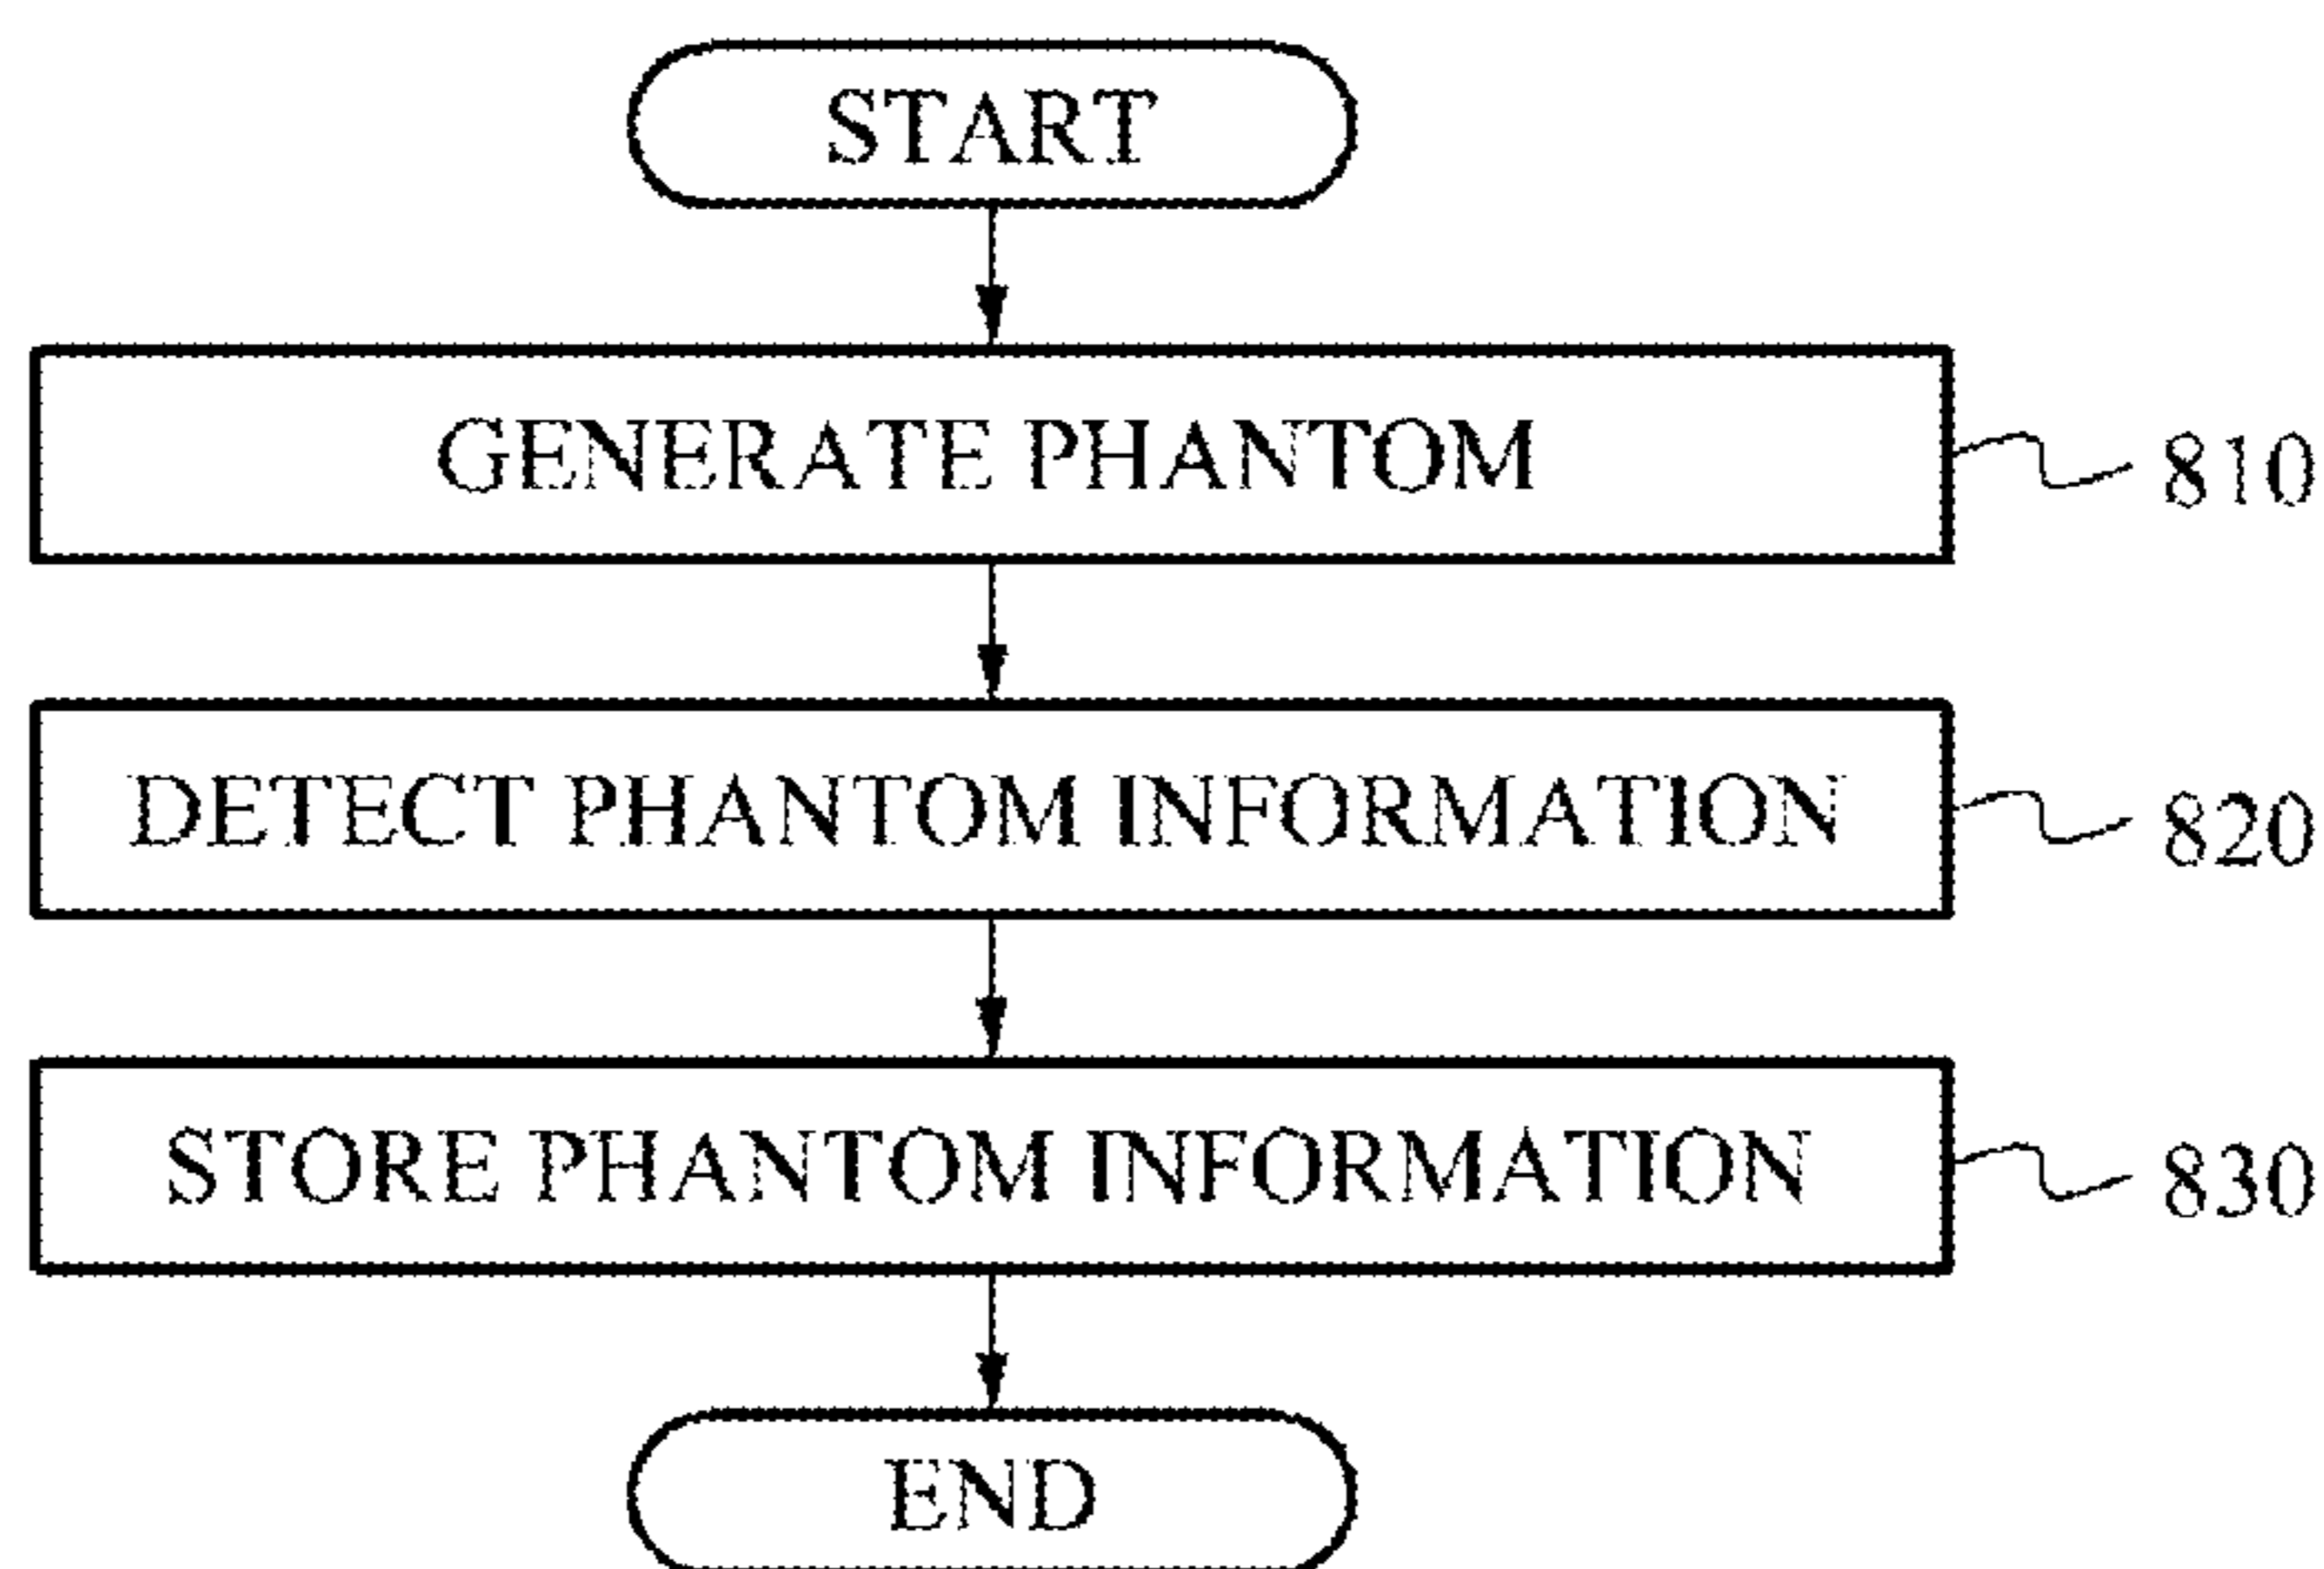 START
GENERATE PHANTOM
810
DETECT PHANTOM INFORMATION
820
STORE PHANTOM INFORMATION
830
END